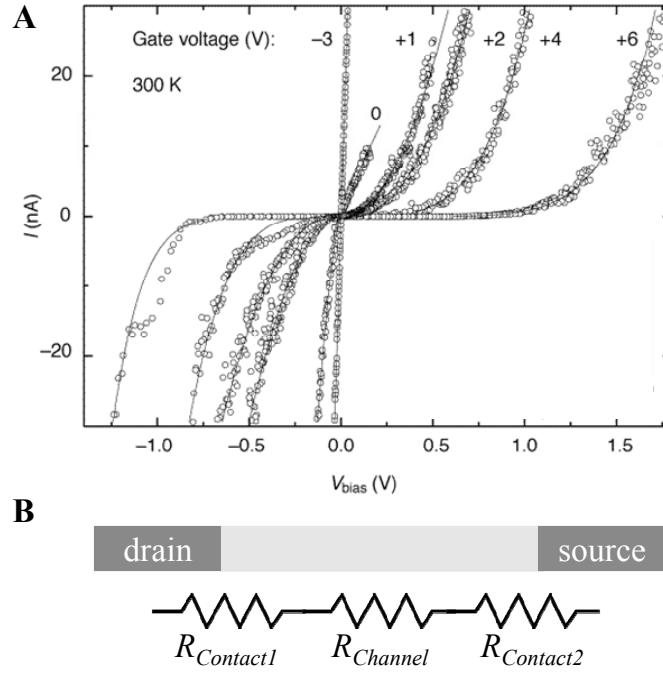 A
Gate voltage (V): −3 +1 +2 +4 +6
300 K
0
20
0
−20
I (nA)
−1.0 −0.5 0.0 0.5 1.0 1.5
Vbias (V)
B
drain source
RContact1 RChannel RContact2